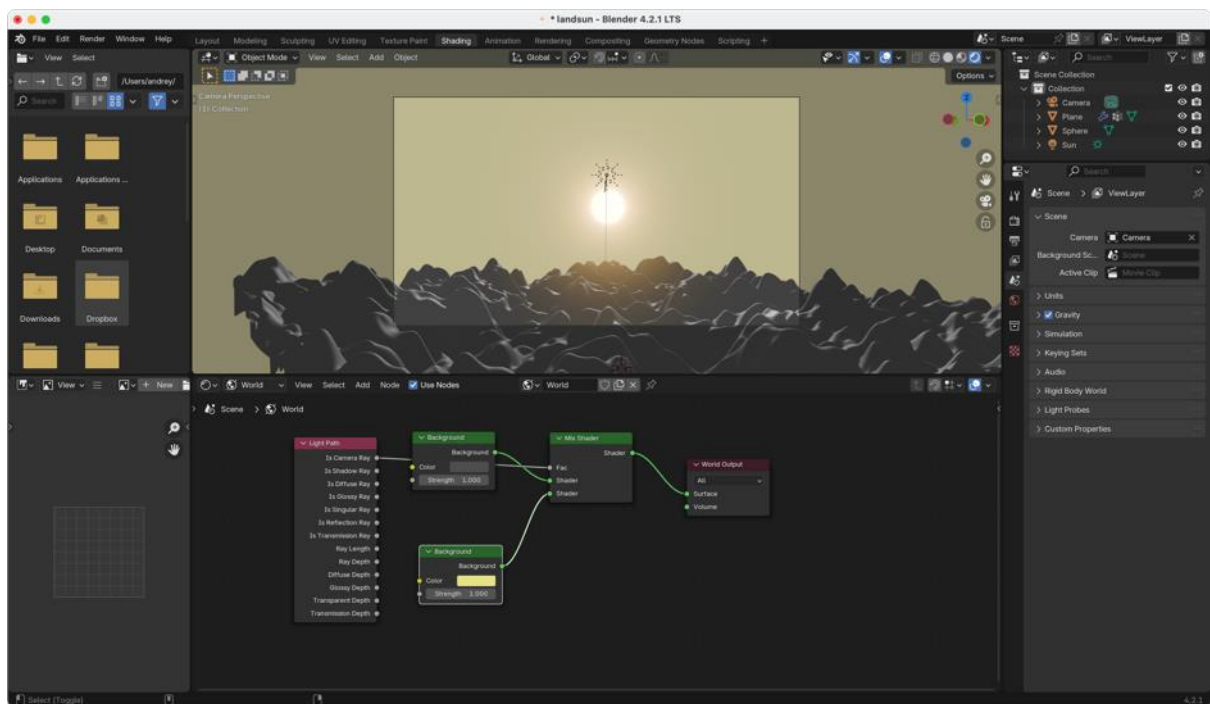 * landsun - Blender 4.2.1 LTS
File Edit Render Window Help
Layout Modeling Sculpting UV Editing Texture Paint Shading Animation Rendering Compositing Geometry Nodes Scripting +
Scene
ViewLayer
View Select
Object Mode View Select Add Object
Global
Options
/Users/andrey/
Search
Camera Perspective
(1) Collection
Applications
Applications ...
Desktop
Documents
Downloads
Dropbox
Search
Scene Collection
Collection
Camera
Plane
Sphere
Sun
Search
Scene > ViewLayer
Scene
Camera Camera
Background Sc... Scene
Active Clip Movie Clip
Units
Gravity
Simulation
Keying Sets
Audio
Rigid Body World
Light Probes
Custom Properties
View
+ New
World View Select Add Node Use Nodes World
Scene > World
Light Path
Is Camera Ray
Is Shadow Ray
Is Diffuse Ray
Is Glossy Ray
Is Singular Ray
Is Reflection Ray
Is Transmission Ray
Ray Length
Ray Depth
Diffuse Depth
Glossy Depth
Transparent Depth
Transmission Depth
Background
Background
Color
Strength 1.000
Background
Background
Color
Strength 1.000
Mix Shader
Shader
Fac
Shader
Shader
World Output
All
Surface
Volume
Select (Toggle)
4.2.1